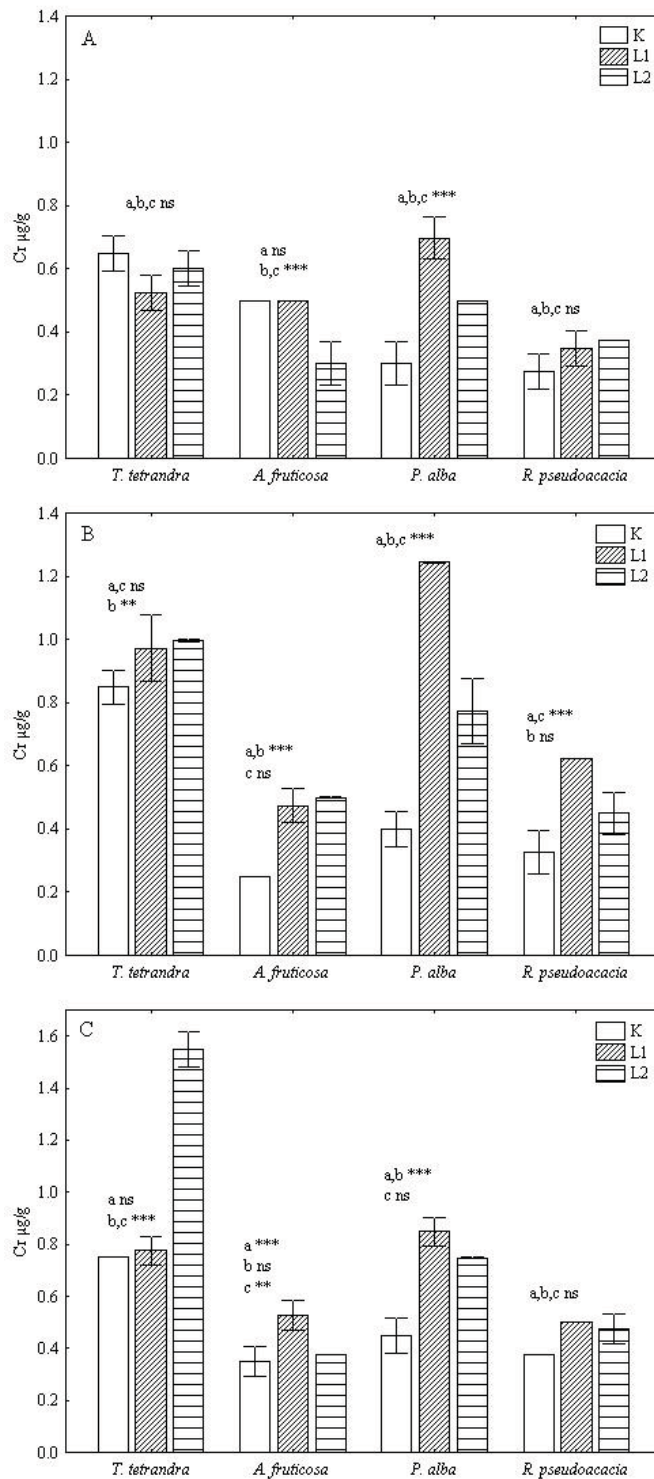 A
K
L1
L2
1.4
1.2
1.0
0.8
0.6
0.4
0.2
0.0
Cr µg/g
a,b,c ns
a ns
b,c ***
a,b,c ***
a,b,c ns
T. tetrandra
A. fruticosa
P. alba
R. pseudoacacia
B
K
L1
L2
1.4
1.2
1.0
0.8
0.6
0.4
0.2
0.0
Cr µg/g
a,c ns
b **
a,b ***
c ns
a,b,c ***
a,c ***
b ns
T. tetrandra
A. fruticosa
P. alba
R. pseudoacacia
C
K
L1
L2
1.6
1.4
1.2
1.0
0.8
0.6
0.4
0.2
0.0
Cr µg/g
a ns
b,c ***
a ***
b ns
c **
a,b ***
c ns
a,b,c ns
T. tetrandra
A. fruticosa
P. alba
R. pseudoacacia